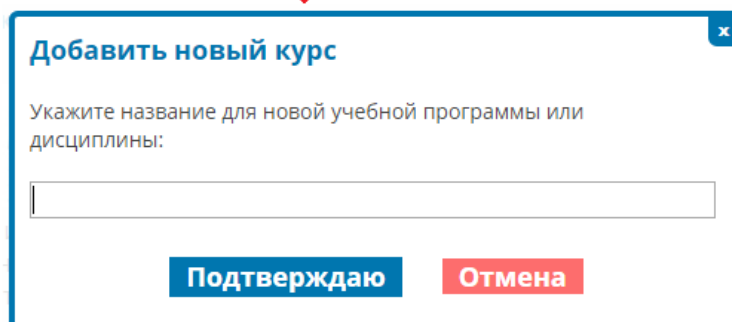 x
Добавить новый курс
Укажите название для новой учебной программы или
дисциплины:
Подтверждаю Отмена